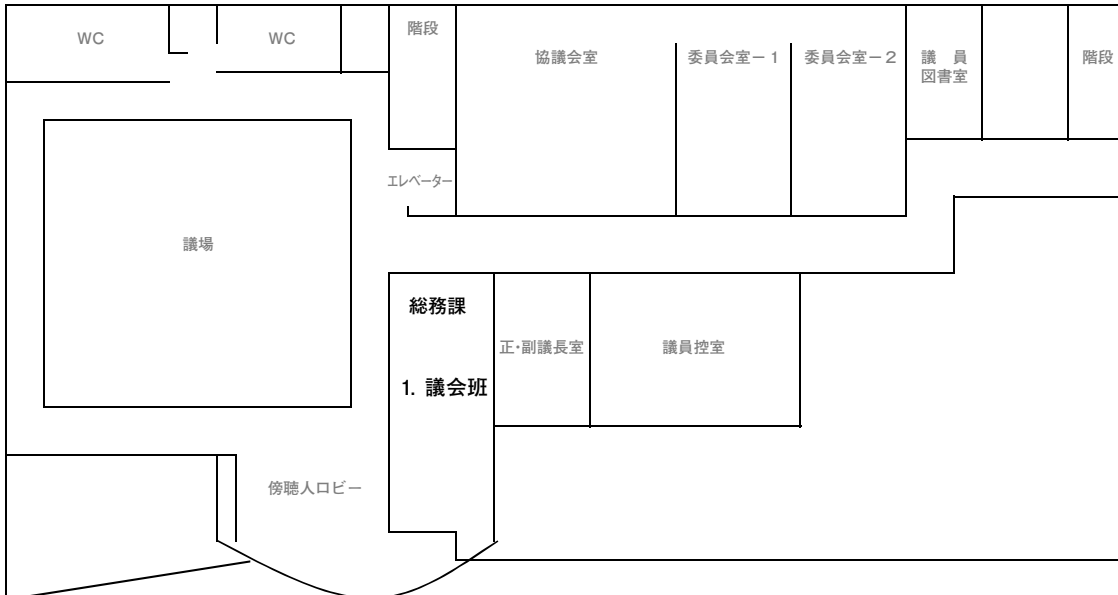 WC
WC
階段
協議会室
委員会室－1
委員会室－2
議　員
図書室
階段
エレベーター
議場
総務課
1. 議会班
正・副議長室
議員控室
傍聴人ロビー